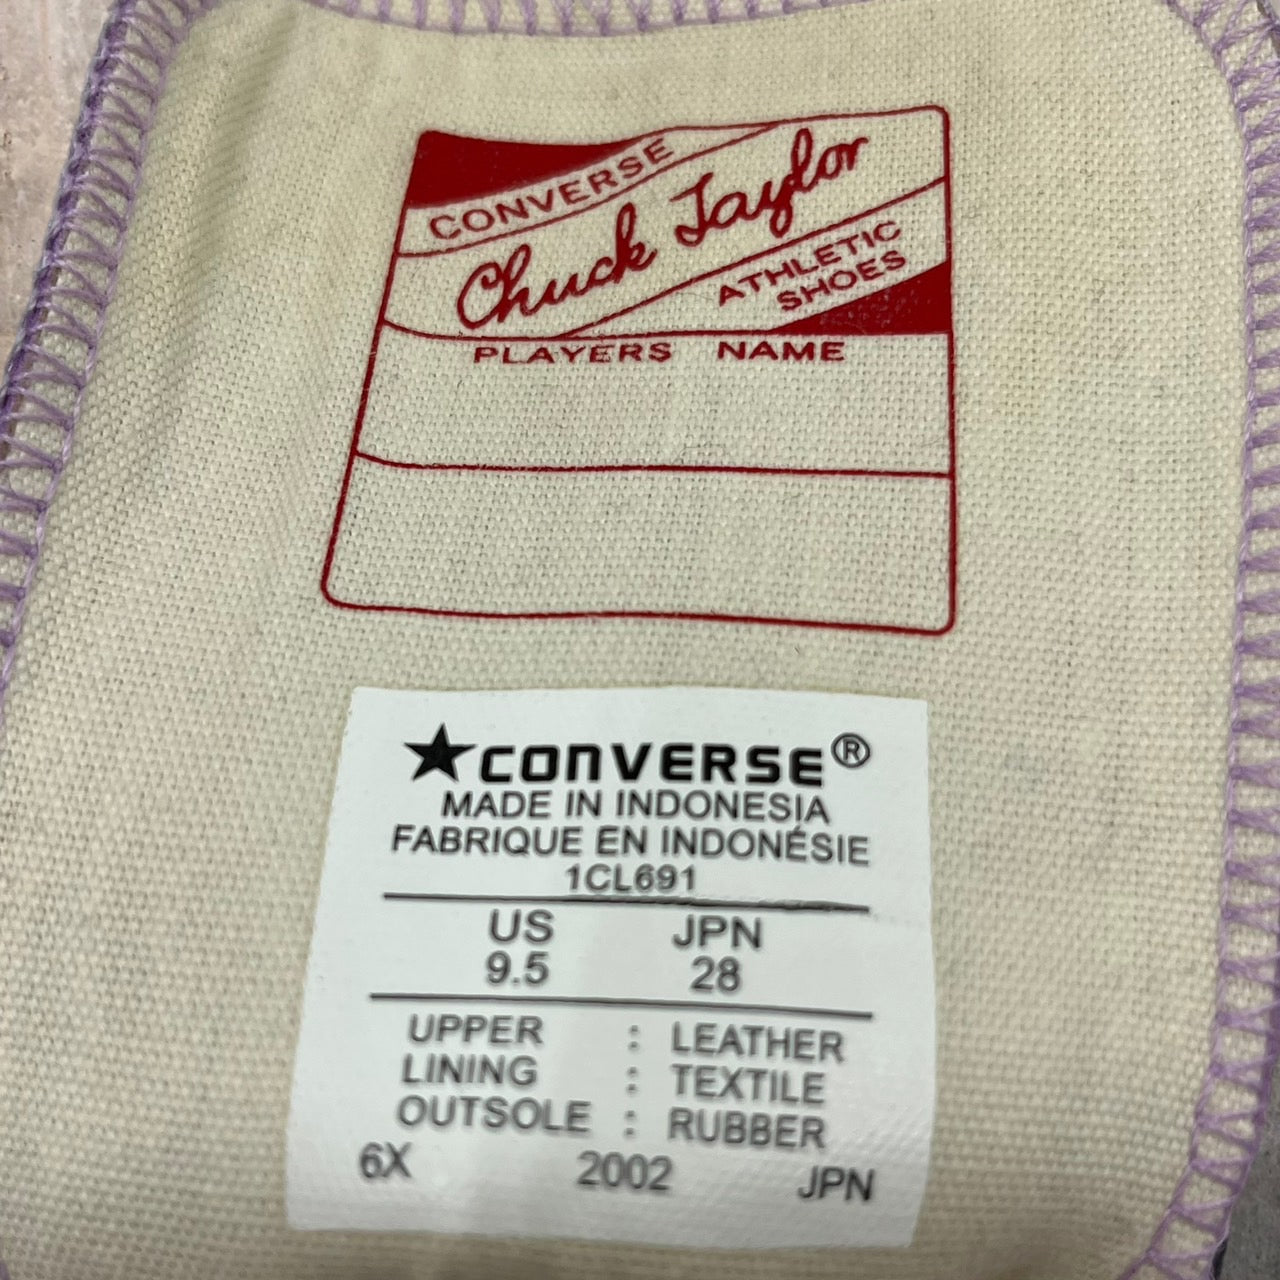 CONVERSE
Chuck Taylor
ATHLETIC
SHOES
PLAYERS NAME
★CONVERSE®
MADE IN INDONESIA
FABRIQUE EN INDONÉSIE
1CL691
US JPN
9.5 28
UPPER : LEATHER
LINING : TEXTILE
OUTSOLE : RUBBER
6X 2002 JPN